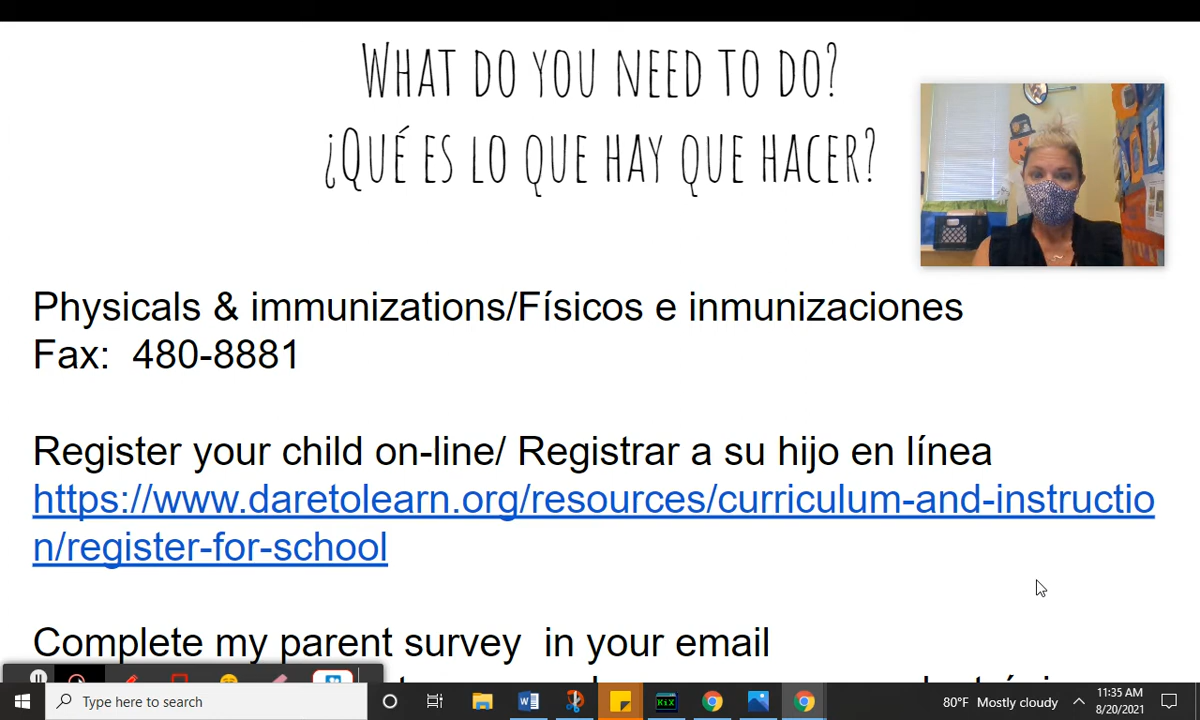 WHAT DO YOU NEED TO DO?
¿QUÉ ES LO QUE HAY QUE HACER?
Physicals & immunizations/Físicos e inmunizaciones
Fax: 480-8881
Register your child on-line/ Registrar a su hijo en línea
https://www.daretolearn.org/resources/curriculum-and-instructio
n/register-for-school
Complete my parent survey in your email
Type here to search
KiX
80°F Mostly cloudy
11:35 AM
8/20/2021